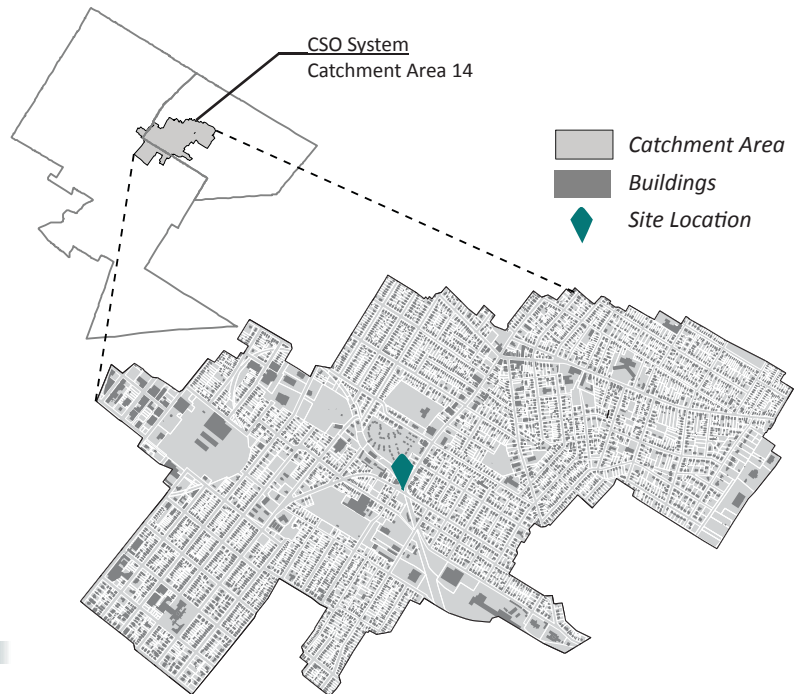 CSO System
Catchment Area 14
Catchment Area
Buildings
Site Location